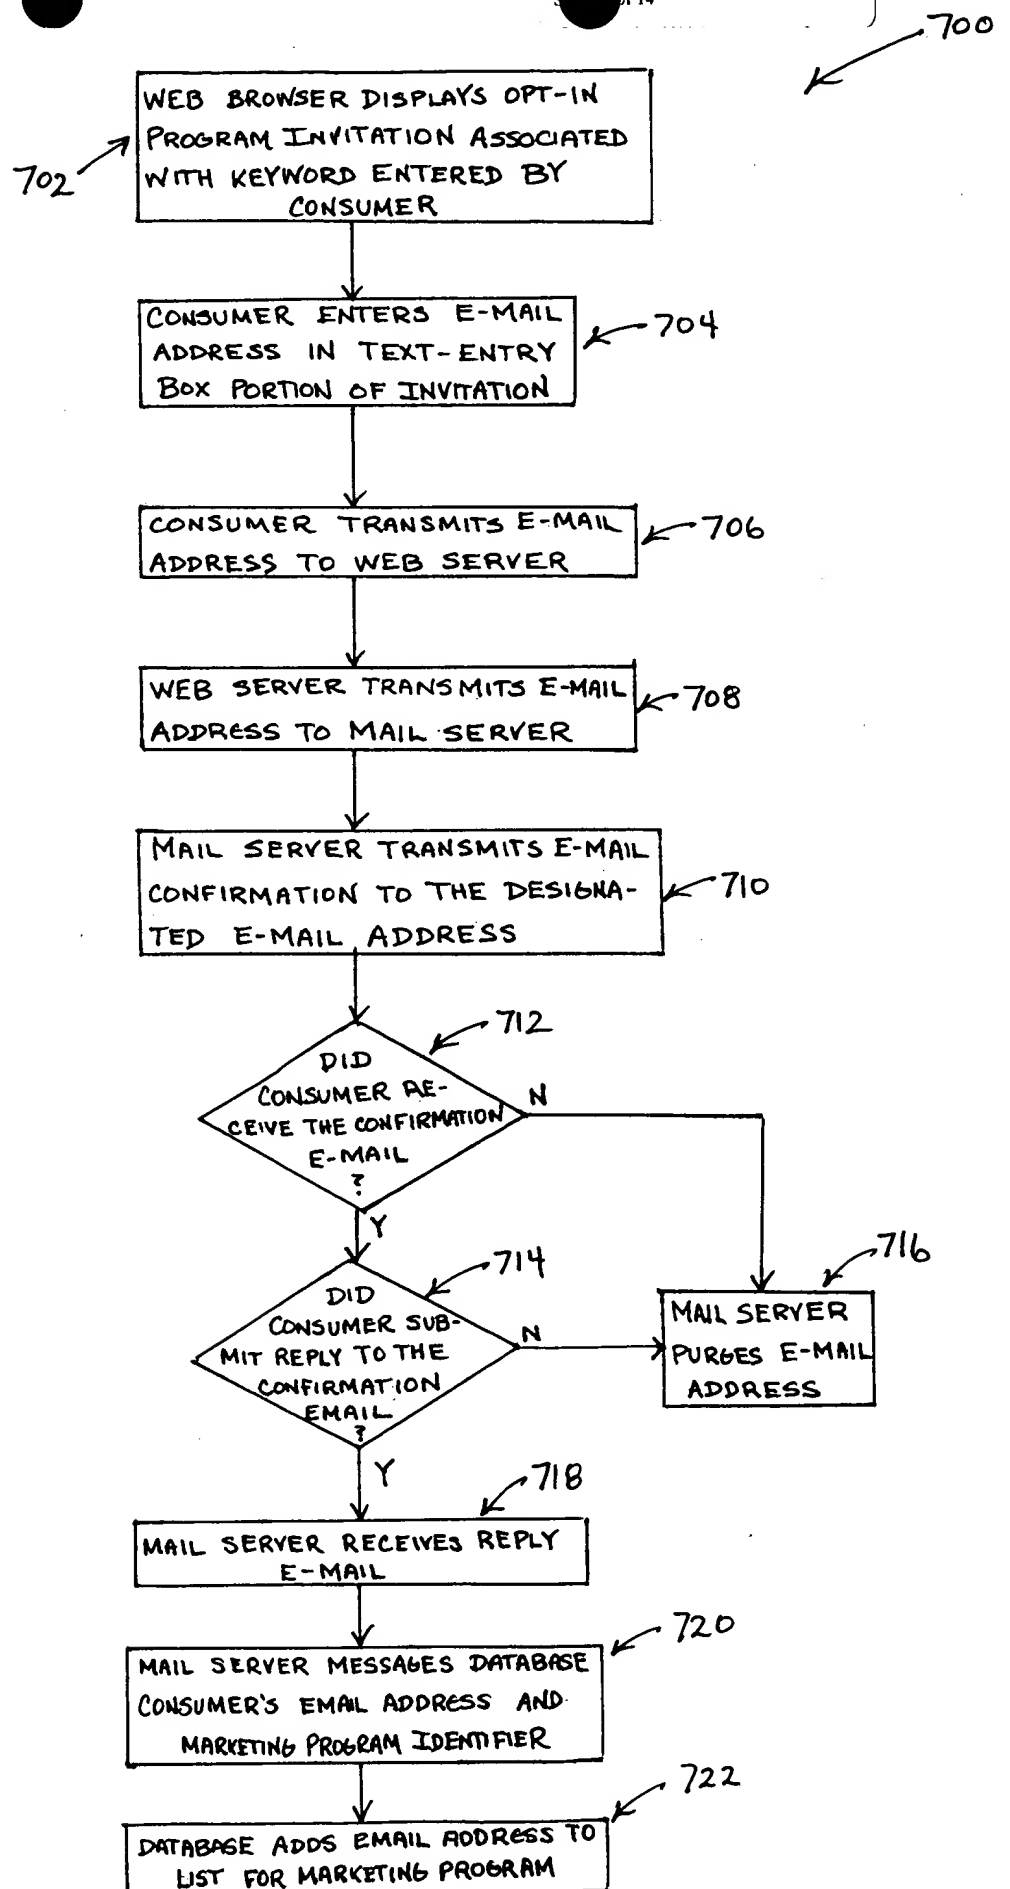 700
WEB BROWSER DISPLAYS OPT-IN
PROGRAM INVITATION ASSOCIATED
WITH KEYWORD ENTERED BY
CONSUMER
702
CONSUMER ENTERS E-MAIL
ADDRESS IN TEXT-ENTRY
BOX PORTION OF INVITATION
704
CONSUMER TRANSMITS E-MAIL
ADDRESS TO WEB SERVER
706
WEB SERVER TRANSMITS E-MAIL
ADDRESS TO MAIL SERVER
708
MAIL SERVER TRANSMITS E-MAIL
CONFIRMATION TO THE DESIGNA-
TED E-MAIL ADDRESS
710
712
DID
CONSUMER RE-
CEIVE THE CONFIRMATION
E-MAIL
?
N
Y
714
DID
CONSUMER SUB-
MIT REPLY TO THE
CONFIRMATION
EMAIL
?
N
Y
716
MAIL SERVER
PURGES E-MAIL
ADDRESS
718
MAIL SERVER RECEIVES REPLY
E-MAIL
720
MAIL SERVER MESSAGES DATABASE
CONSUMER'S EMAIL ADDRESS AND
MARKETING PROGRAM IDENTIFIER
722
DATABASE ADDS EMAIL ADDRESS TO
LIST FOR MARKETING PROGRAM